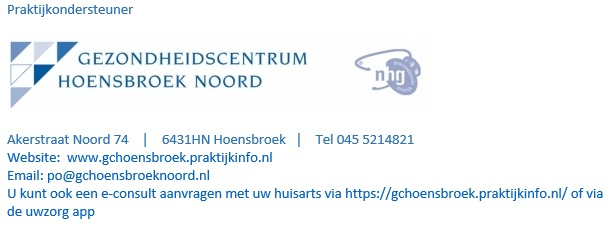 Praktijkondersteuner
GEZONDHEIDSCENTRUM
HOENSBROEK NOORD
nhg
Akerstraat Noord 74 | 6431HN Hoensbroek | Tel 045 5214821
Website: www.gchoensbroek.praktijkinfo.nl
Email: po@gchoensbroeknoord.nl
U kunt ook een e-consult aanvragen met uw huisarts via https://gchoensbroek.praktijkinfo.nl/ of via
de uwzorg app